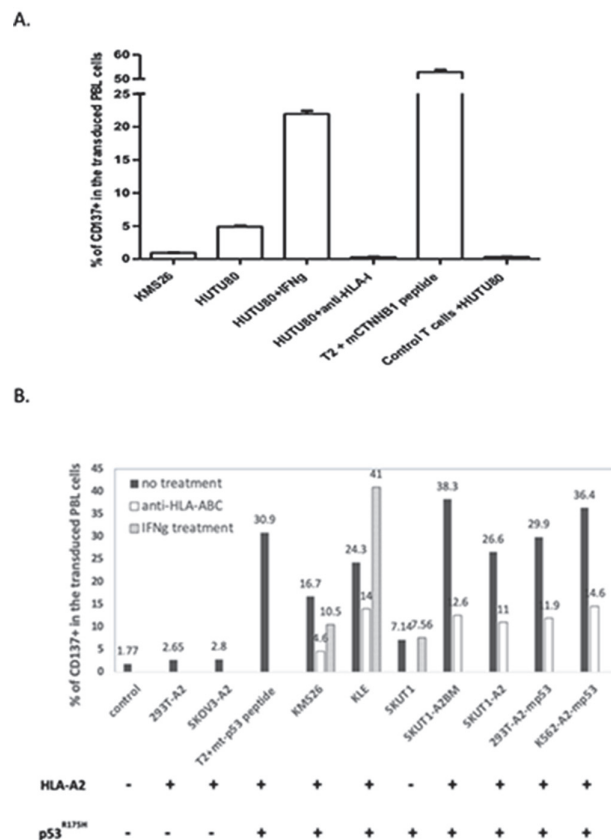 A.
% of CD137+ in the transduced PBL cells
60
50
25
20
15
10
5
0
KMS26
HUTU80
HUTU80+IFNg
HUTU80+anti-HLA-I
T2 + mCTNNB1 peptide
Control T cells +HUTU80
B.
% of CD137+ in the transduced PBL cells
45
40
35
30
25
20
15
10
5
0
no treatment
anti-HLA-ABC
IFNg treatment
1.77
2.65
2.8
30.9
16.7
4.6
10.5
24.3
14
41
7.14
7.56
38.3
12.6
26.6
11
29.9
11.9
36.4
14.6
control
293T-A2
SKOV3-A2
T2+mt-p53 peptide
KMS26
KLE
SKUT1
SKUT1-A2BM
SKUT1-A2
293T-A2-mp53
K562-A2-mp53
HLA-A2 - + + + + + - + + + +
p53R175H - - - + + + + + + + +